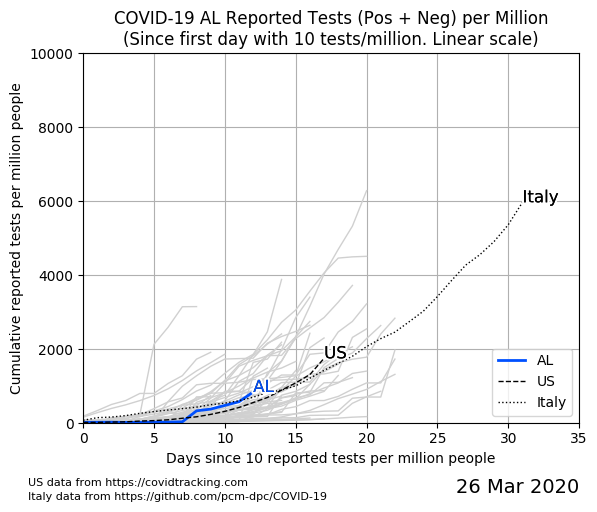 COVID-19 AL Reported Tests (Pos + Neg) per Million
(Since first day with 10 tests/million. Linear scale)
Cumulative reported tests per million people
10000
8000
6000
4000
2000
0
Italy
US
AL
AL
US
Italy
0 5 10 15 20 25 30 35
Days since 10 reported tests per million people
US data from https://covidtracking.com
Italy data from https://github.com/pcm-dpc/COVID-19
26 Mar 2020